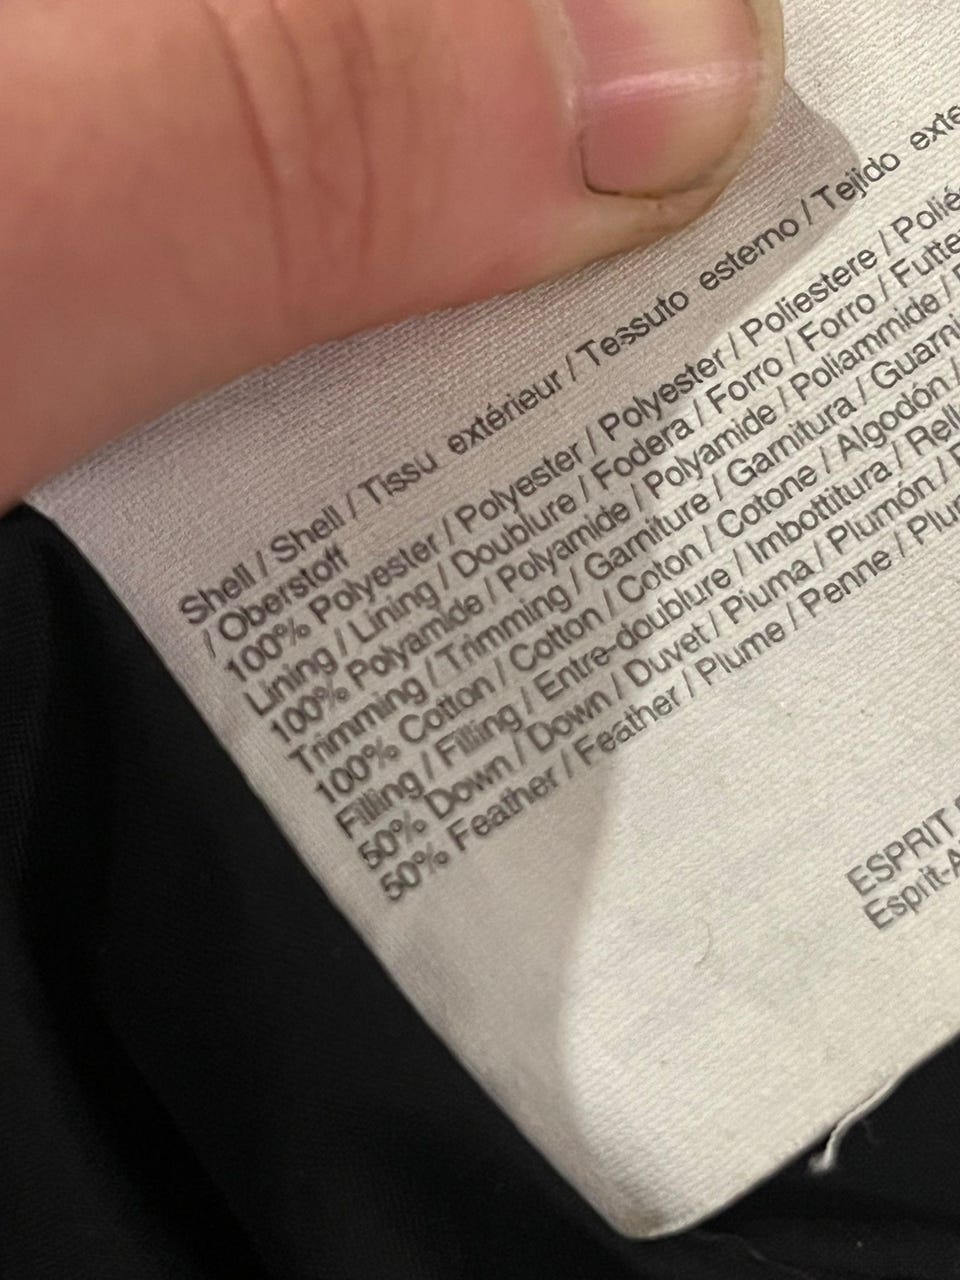 Shell / Shell / Tissu extérieur / Tessuto esterno / Tejido
/ Oberstoff
100% Polyester / Polyester / Polyester / Poliestere /
Lining / Lining / Doublure / Fodera / Forro / Forro /
100% Polyamide / Polyamide / Polyamide / Poliammide /
Trimming / Trimming / Garniture / Garnitura /
100% Cotton / Cotton / Coton / Cotone / Algodón /
Filling / Filling / Entre-doublure / Imbottitura /
50% Down / Down / Duvet / Piuma / Plumón /
50% Feather / Feather / Plume / Penne /
ESPRIT